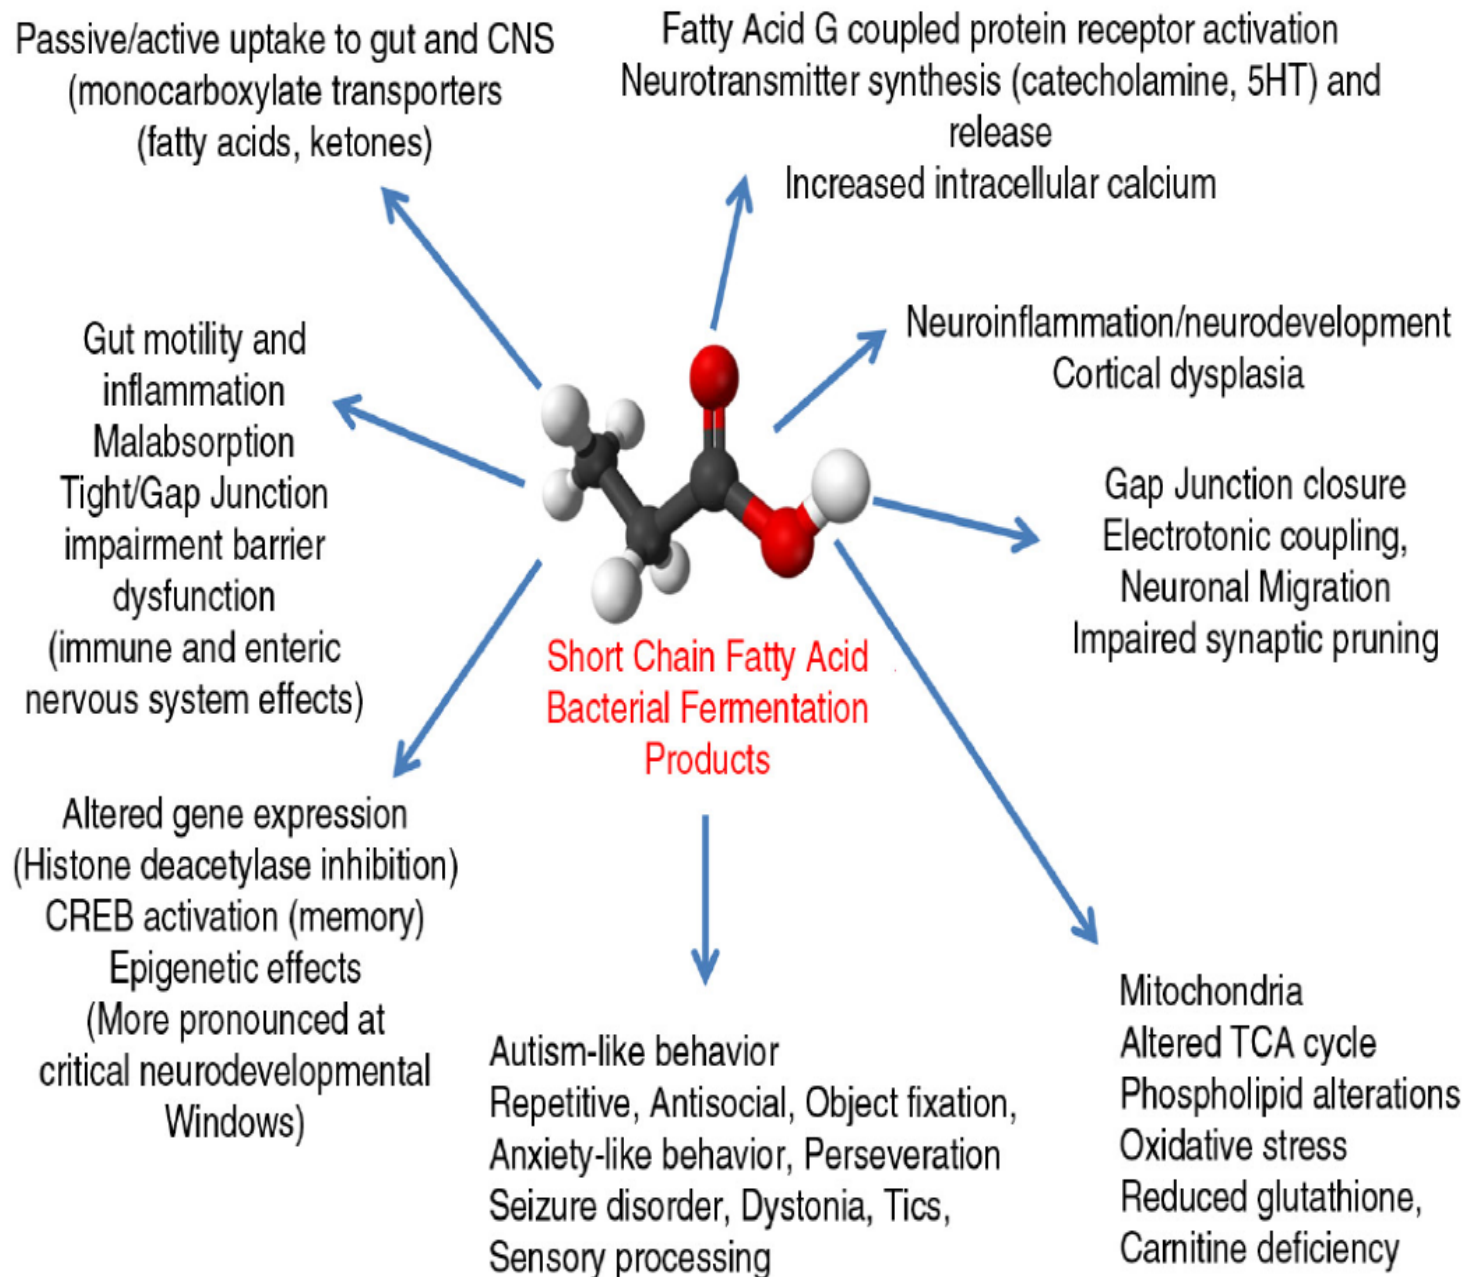 Passive/active uptake to gut and CNS
(monocarboxylate transporters
(fatty acids, ketones)
Fatty Acid G coupled protein receptor activation
Neurotransmitter synthesis (catecholamine, 5HT) and
release
Increased intracellular calcium
Neuroinflammation/neurodevelopment
Cortical dysplasia
Gut motility and
inflammation
Malabsorption
Tight/Gap Junction
impairment barrier
dysfunction
(immune and enteric
nervous system effects)
Gap Junction closure
Electrotonic coupling,
Neuronal Migration
Impaired synaptic pruning
Short Chain Fatty Acid
Bacterial Fermentation
Products
Altered gene expression
(Histone deacetylase inhibition)
CREB activation (memory)
Epigenetic effects
(More pronounced at
critical neurodevelopmental
Windows)
Autism-like behavior
Repetitive, Antisocial, Object fixation,
Anxiety-like behavior, Perseveration
Seizure disorder, Dystonia, Tics,
Sensory processing
Mitochondria
Altered TCA cycle
Phospholipid alterations
Oxidative stress
Reduced glutathione,
Carnitine deficiency